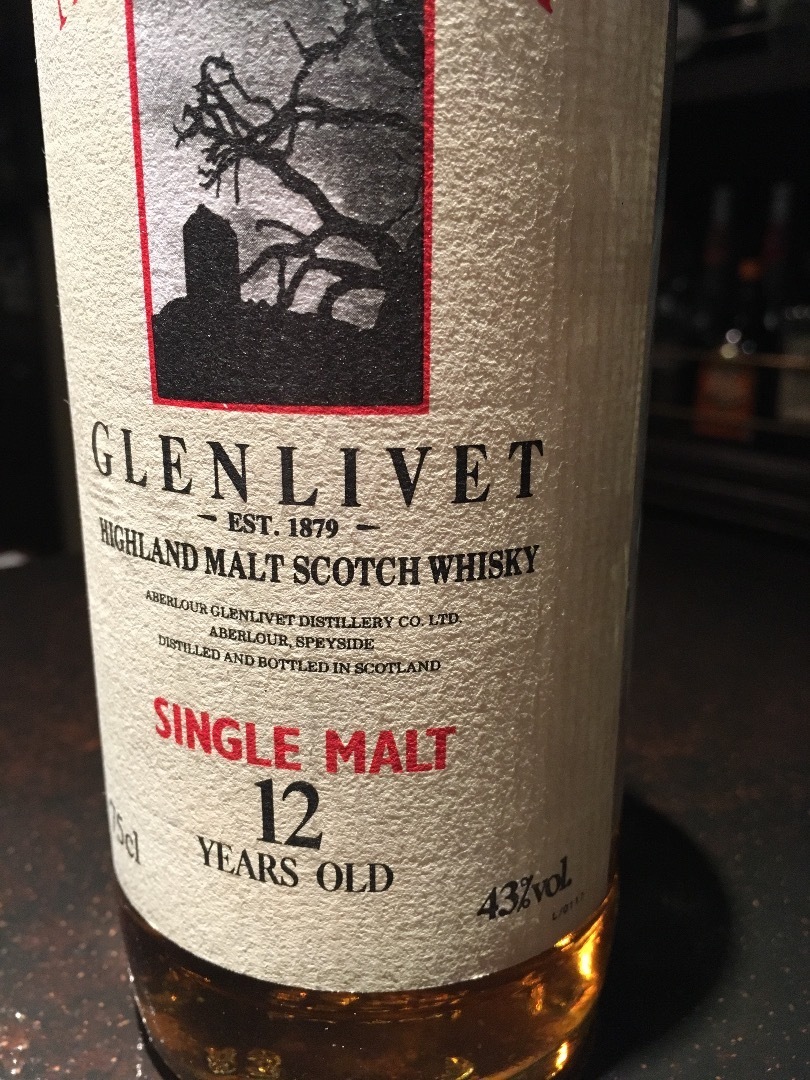 GLENLIVET
- EST. 1879 -
HIGHLAND MALT SCOTCH WHISKY
ABERLOUR GLENLIVET DISTILLERY CO. LTD.
ABERLOUR, SPEYSIDE
DISTILLED AND BOTTLED IN SCOTLAND
SINGLE MALT
12
YEARS OLD
75cl
43%vol.